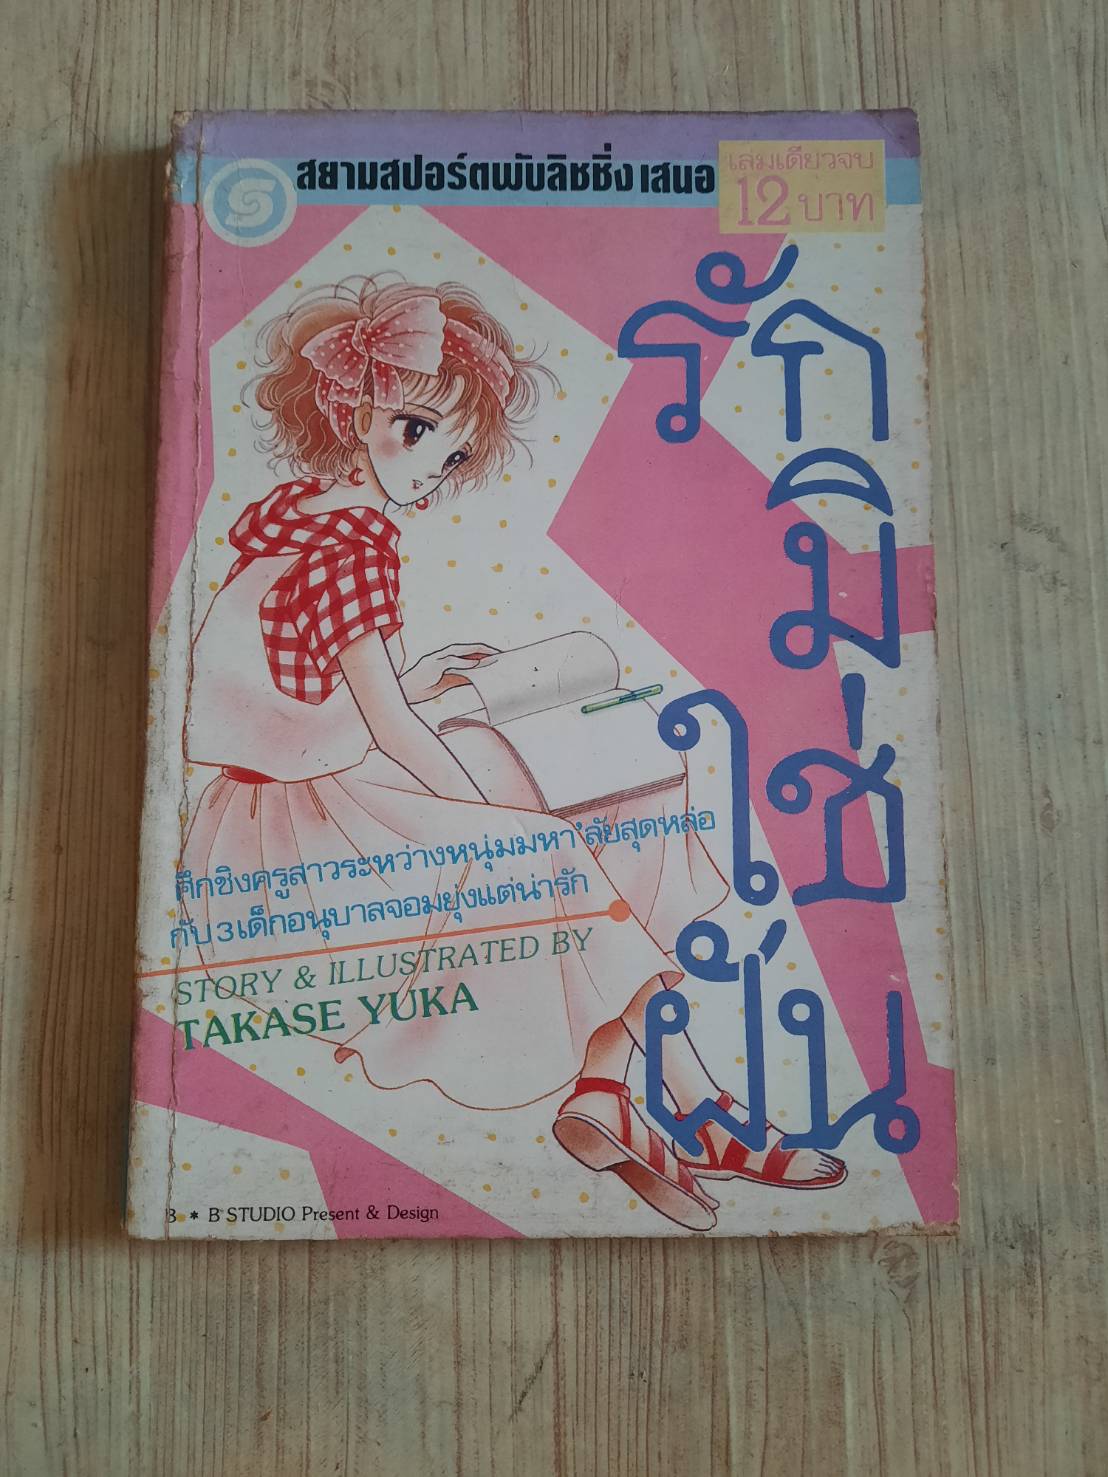 S
สยามสปอร์ตพับลิชชิ่ง เสนอ
เล่มเดียวจบ
12 บาท
รัก
มิ
ใช่
ฝัน
ศึกชิงครูสาวระหว่างหนุ่มมหา'ลัยสุดหล่อ
กับ 3 เด็กอนุบาลจอมยุ่งแต่น่ารัก
STORY & ILLUSTRATED BY
TAKASE YUKA
B * B STUDIO Present & Design